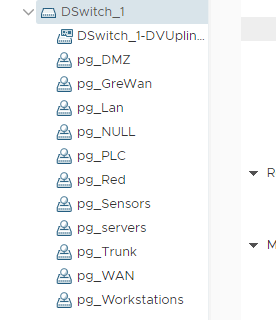 DSwitch_1
DSwitch_1-DVUplin...
pg_DMZ
pg_GreWan
pg_Lan
pg_NULL
pg_PLC
pg_Red
R
pg_Sensors
pg_servers
pg_Trunk
M
pg_WAN
pg_Workstations